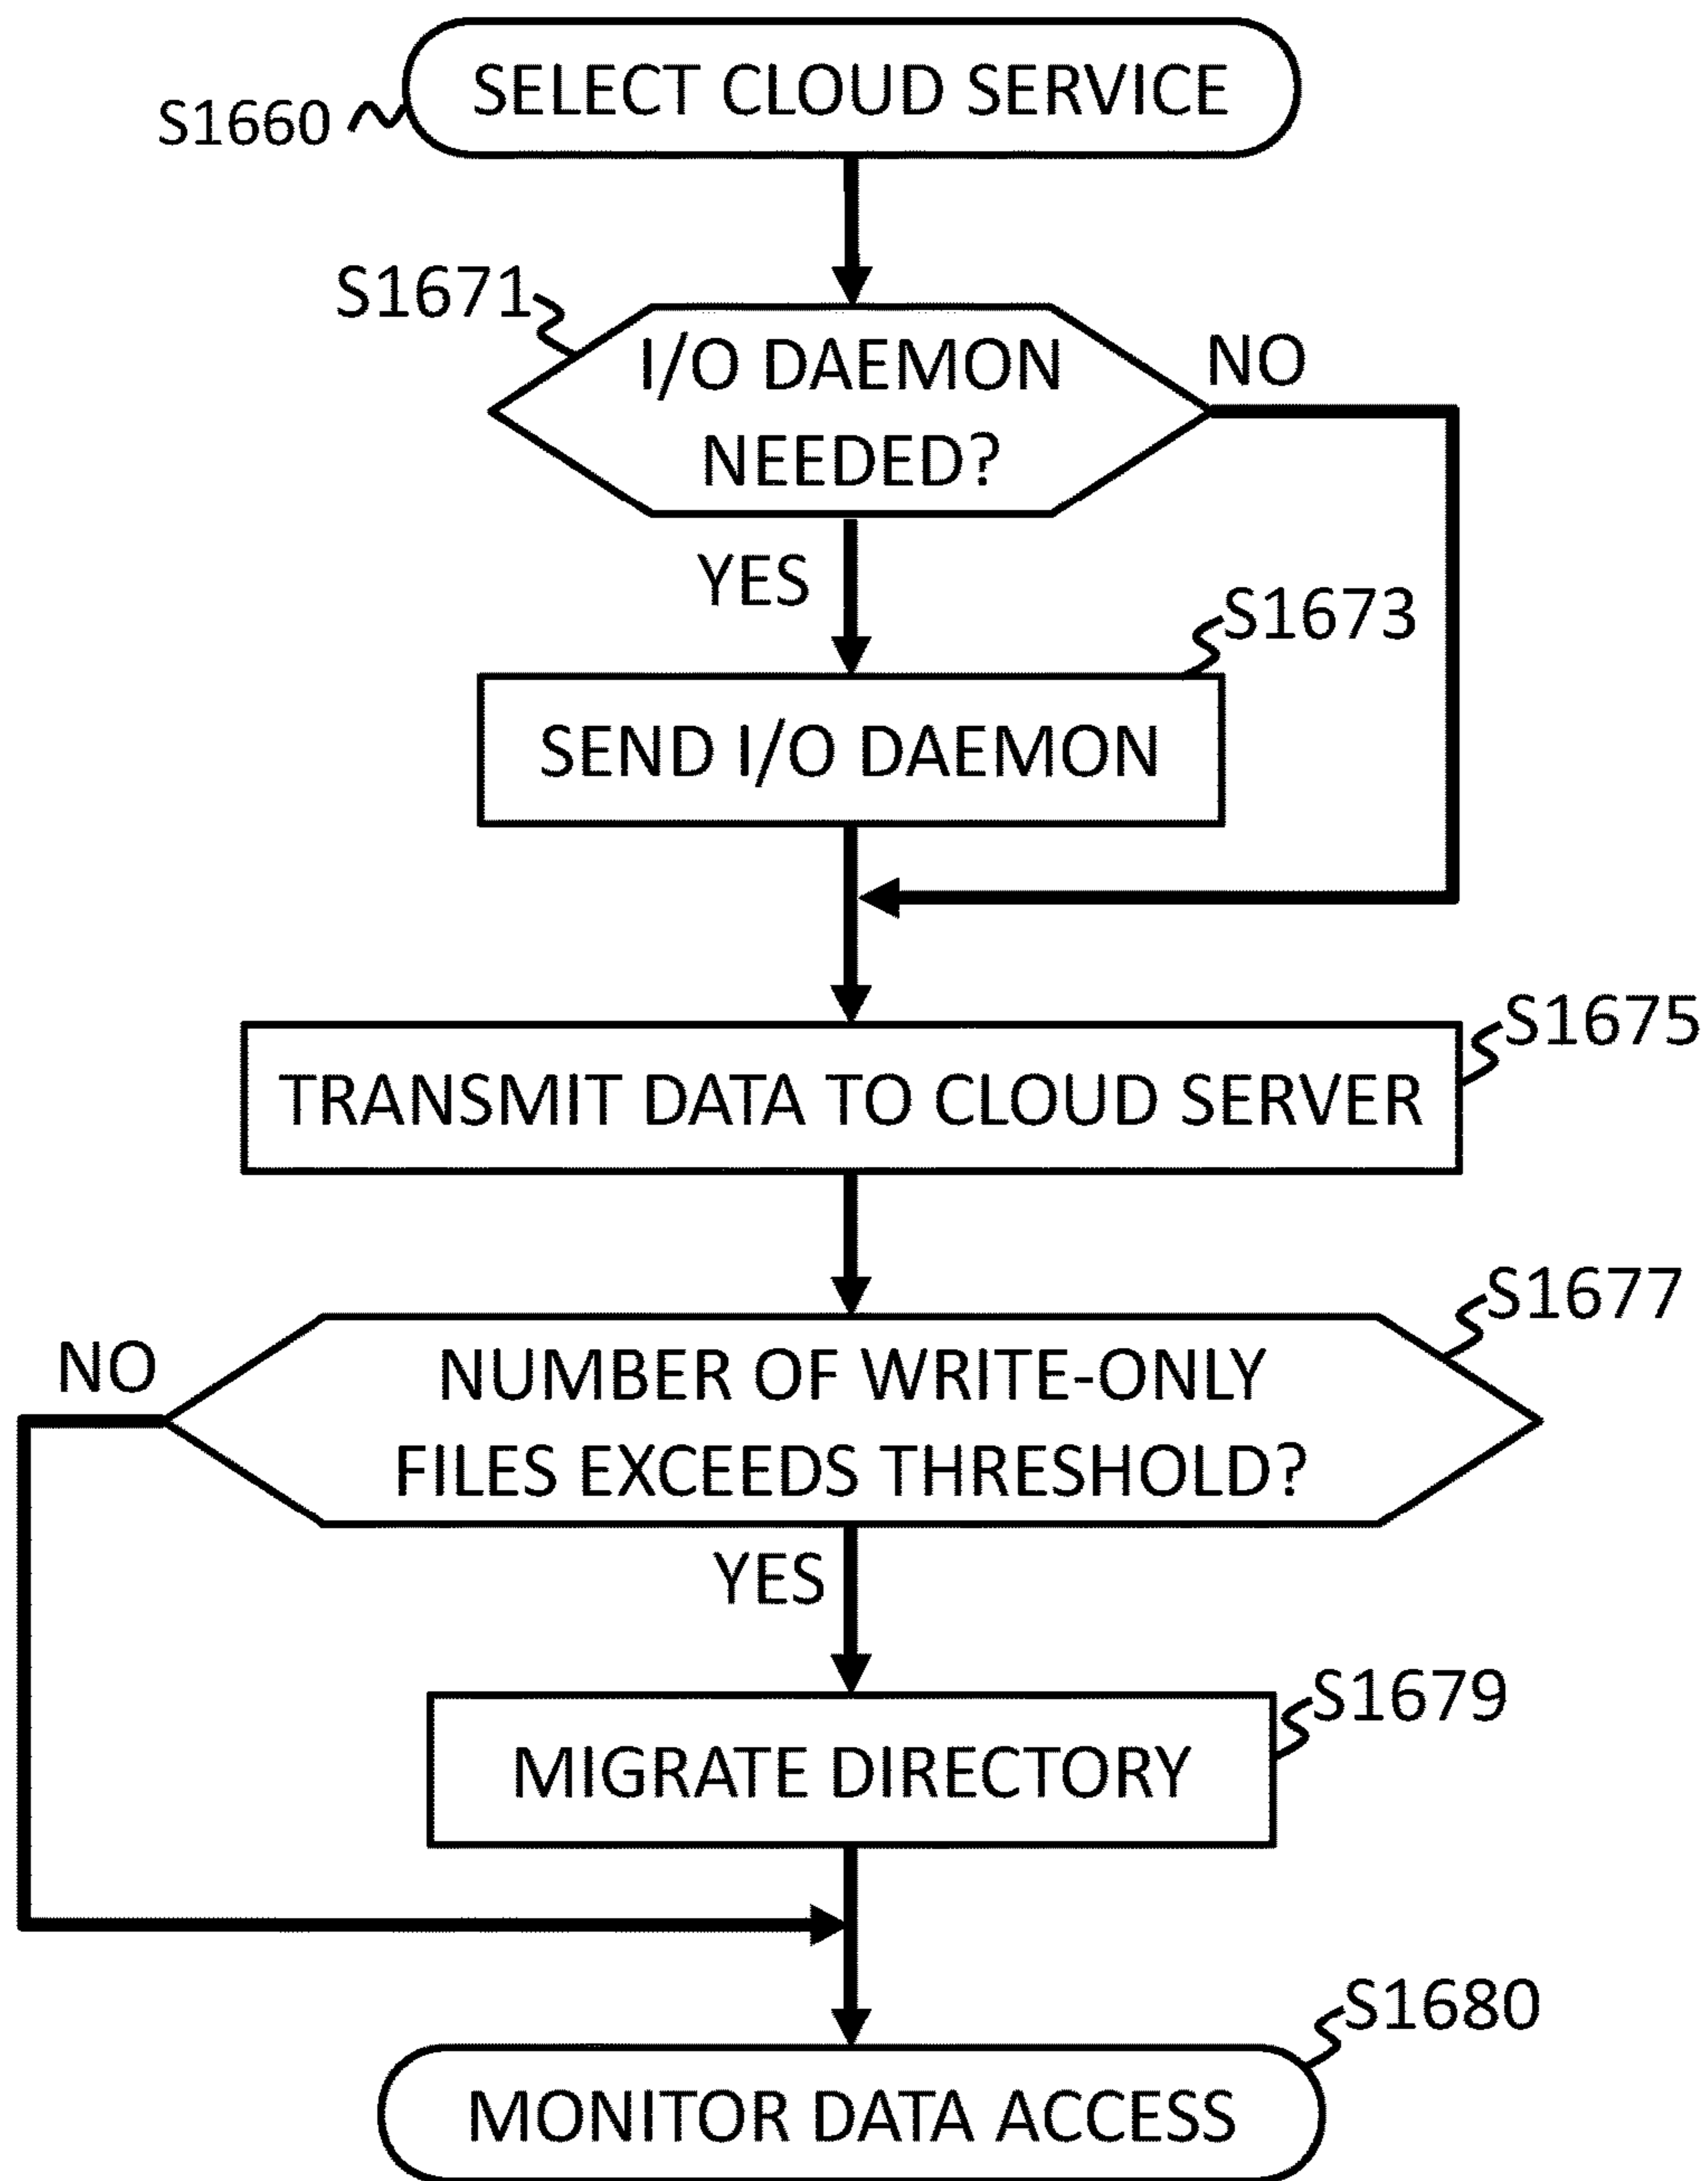 SELECT CLOUD SERVICE
S1660
S1671
I/O DAEMON
NEEDED?
NO
YES
S1673
SEND I/O DAEMON
S1675
TRANSMIT DATA TO CLOUD SERVER
S1677
NO
NUMBER OF WRITE-ONLY
FILES EXCEEDS THRESHOLD?
YES
S1679
MIGRATE DIRECTORY
S1680
MONITOR DATA ACCESS